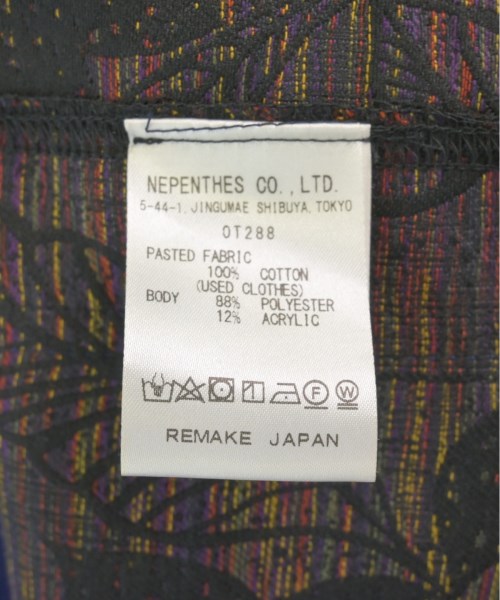 NEPENTHES CO.,LTD.
5-44-1, JINGUMAE SHIBUYA, TOKYO
OT288
PASTED FABRIC
100% COTTON
(USED CLOTHES)
BODY 88% POLYESTER
12% ACRYLIC
F W
REMAKE JAPAN